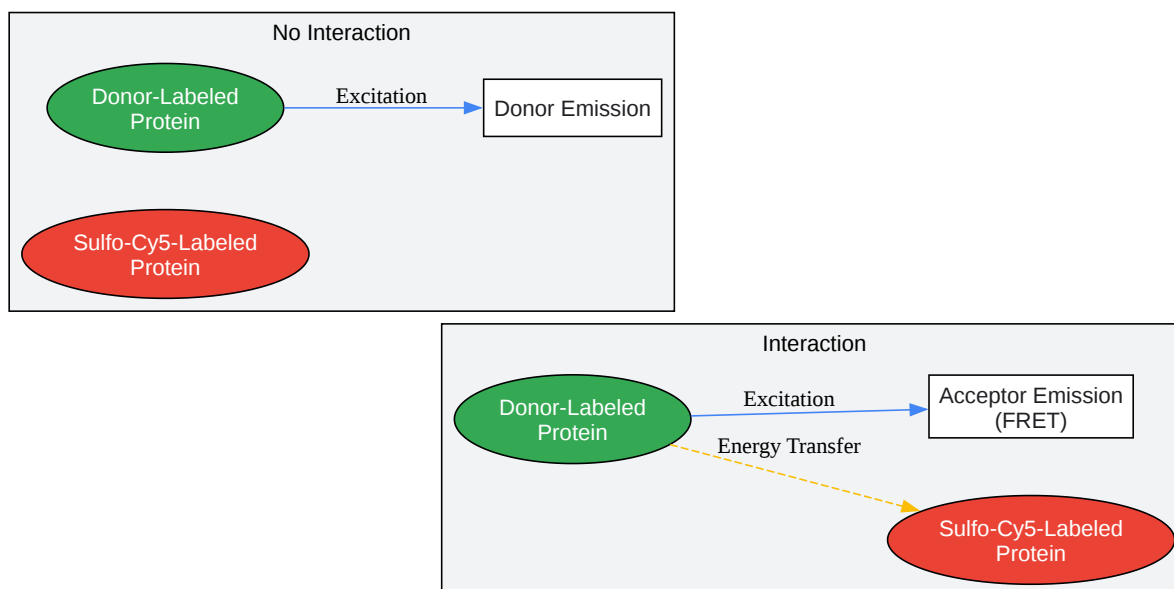 No Interaction
Donor-Labeled
Protein
Excitation
Donor Emission
Sulfo-Cy5-Labeled
Protein
Interaction
Donor-Labeled
Protein
Excitation
Acceptor Emission
(FRET)
Energy Transfer
Sulfo-Cy5-Labeled
Protein